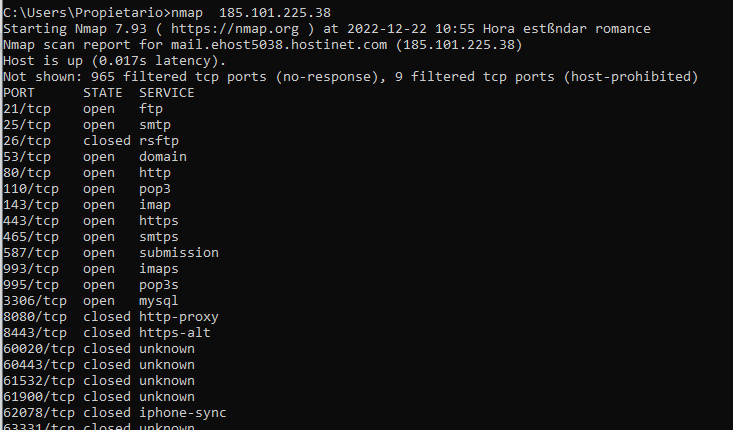 C:\Users\Propietario>nmap  185.101.225.38
Starting Nmap 7.93 ( https://nmap.org ) at 2022-12-22 10:55 Hora estßndar romance
Nmap scan report for mail.ehost5038.hostinet.com (185.101.225.38)
Host is up (0.017s latency).
Not shown: 965 filtered tcp ports (no-response), 9 filtered tcp ports (host-prohibited)
PORT      STATE  SERVICE
21/tcp    open   ftp
25/tcp    open   smtp
26/tcp    closed rsftp
53/tcp    open   domain
80/tcp    open   http
110/tcp   open   pop3
143/tcp   open   imap
443/tcp   open   https
465/tcp   open   smtps
587/tcp   open   submission
993/tcp   open   imaps
995/tcp   open   pop3s
3306/tcp  open   mysql
8080/tcp  closed http-proxy
8443/tcp  closed https-alt
60020/tcp closed unknown
60443/tcp closed unknown
61532/tcp closed unknown
61900/tcp closed unknown
62078/tcp closed iphone-sync
63331/tcp closed unknown